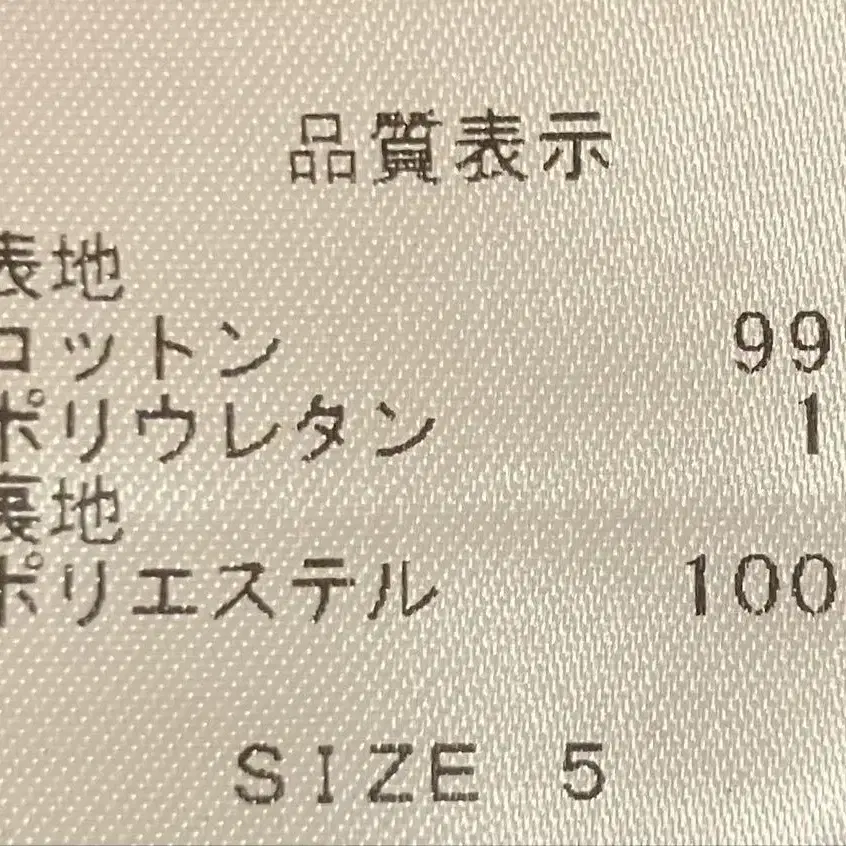 品質表示
表地
コットン 99%
ポリウレタン 1
裏地
ポリエステル 100
SIZE 5